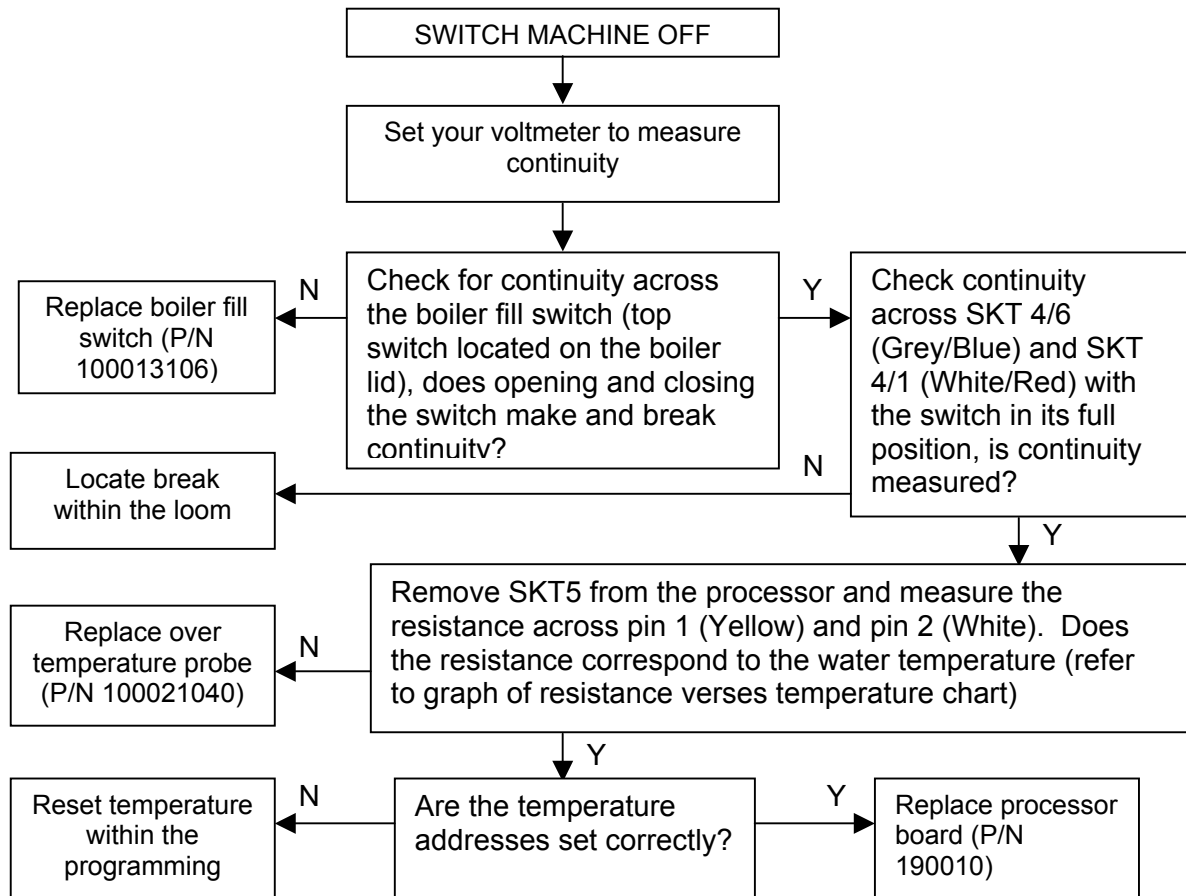 SWITCH MACHINE OFF
Set your voltmeter to measure
continuity
Check for continuity across
the boiler fill switch (top
switch located on the boiler
lid), does opening and closing
the switch make and break
continuity?
N
Replace boiler fill
switch (P/N
100013106)
Y
Check continuity
across SKT 4/6
(Grey/Blue) and SKT
4/1 (White/Red) with
the switch in its full
position, is continuity
measured?
N
Locate break
within the loom
Y
Remove SKT5 from the processor and measure the
resistance across pin 1 (Yellow) and pin 2 (White). Does
the resistance correspond to the water temperature (refer
to graph of resistance verses temperature chart)
N
Replace over
temperature probe
(P/N 100021040)
Y
Are the temperature
addresses set correctly?
N
Reset temperature
within the
programming
Y
Replace processor
board (P/N
190010)